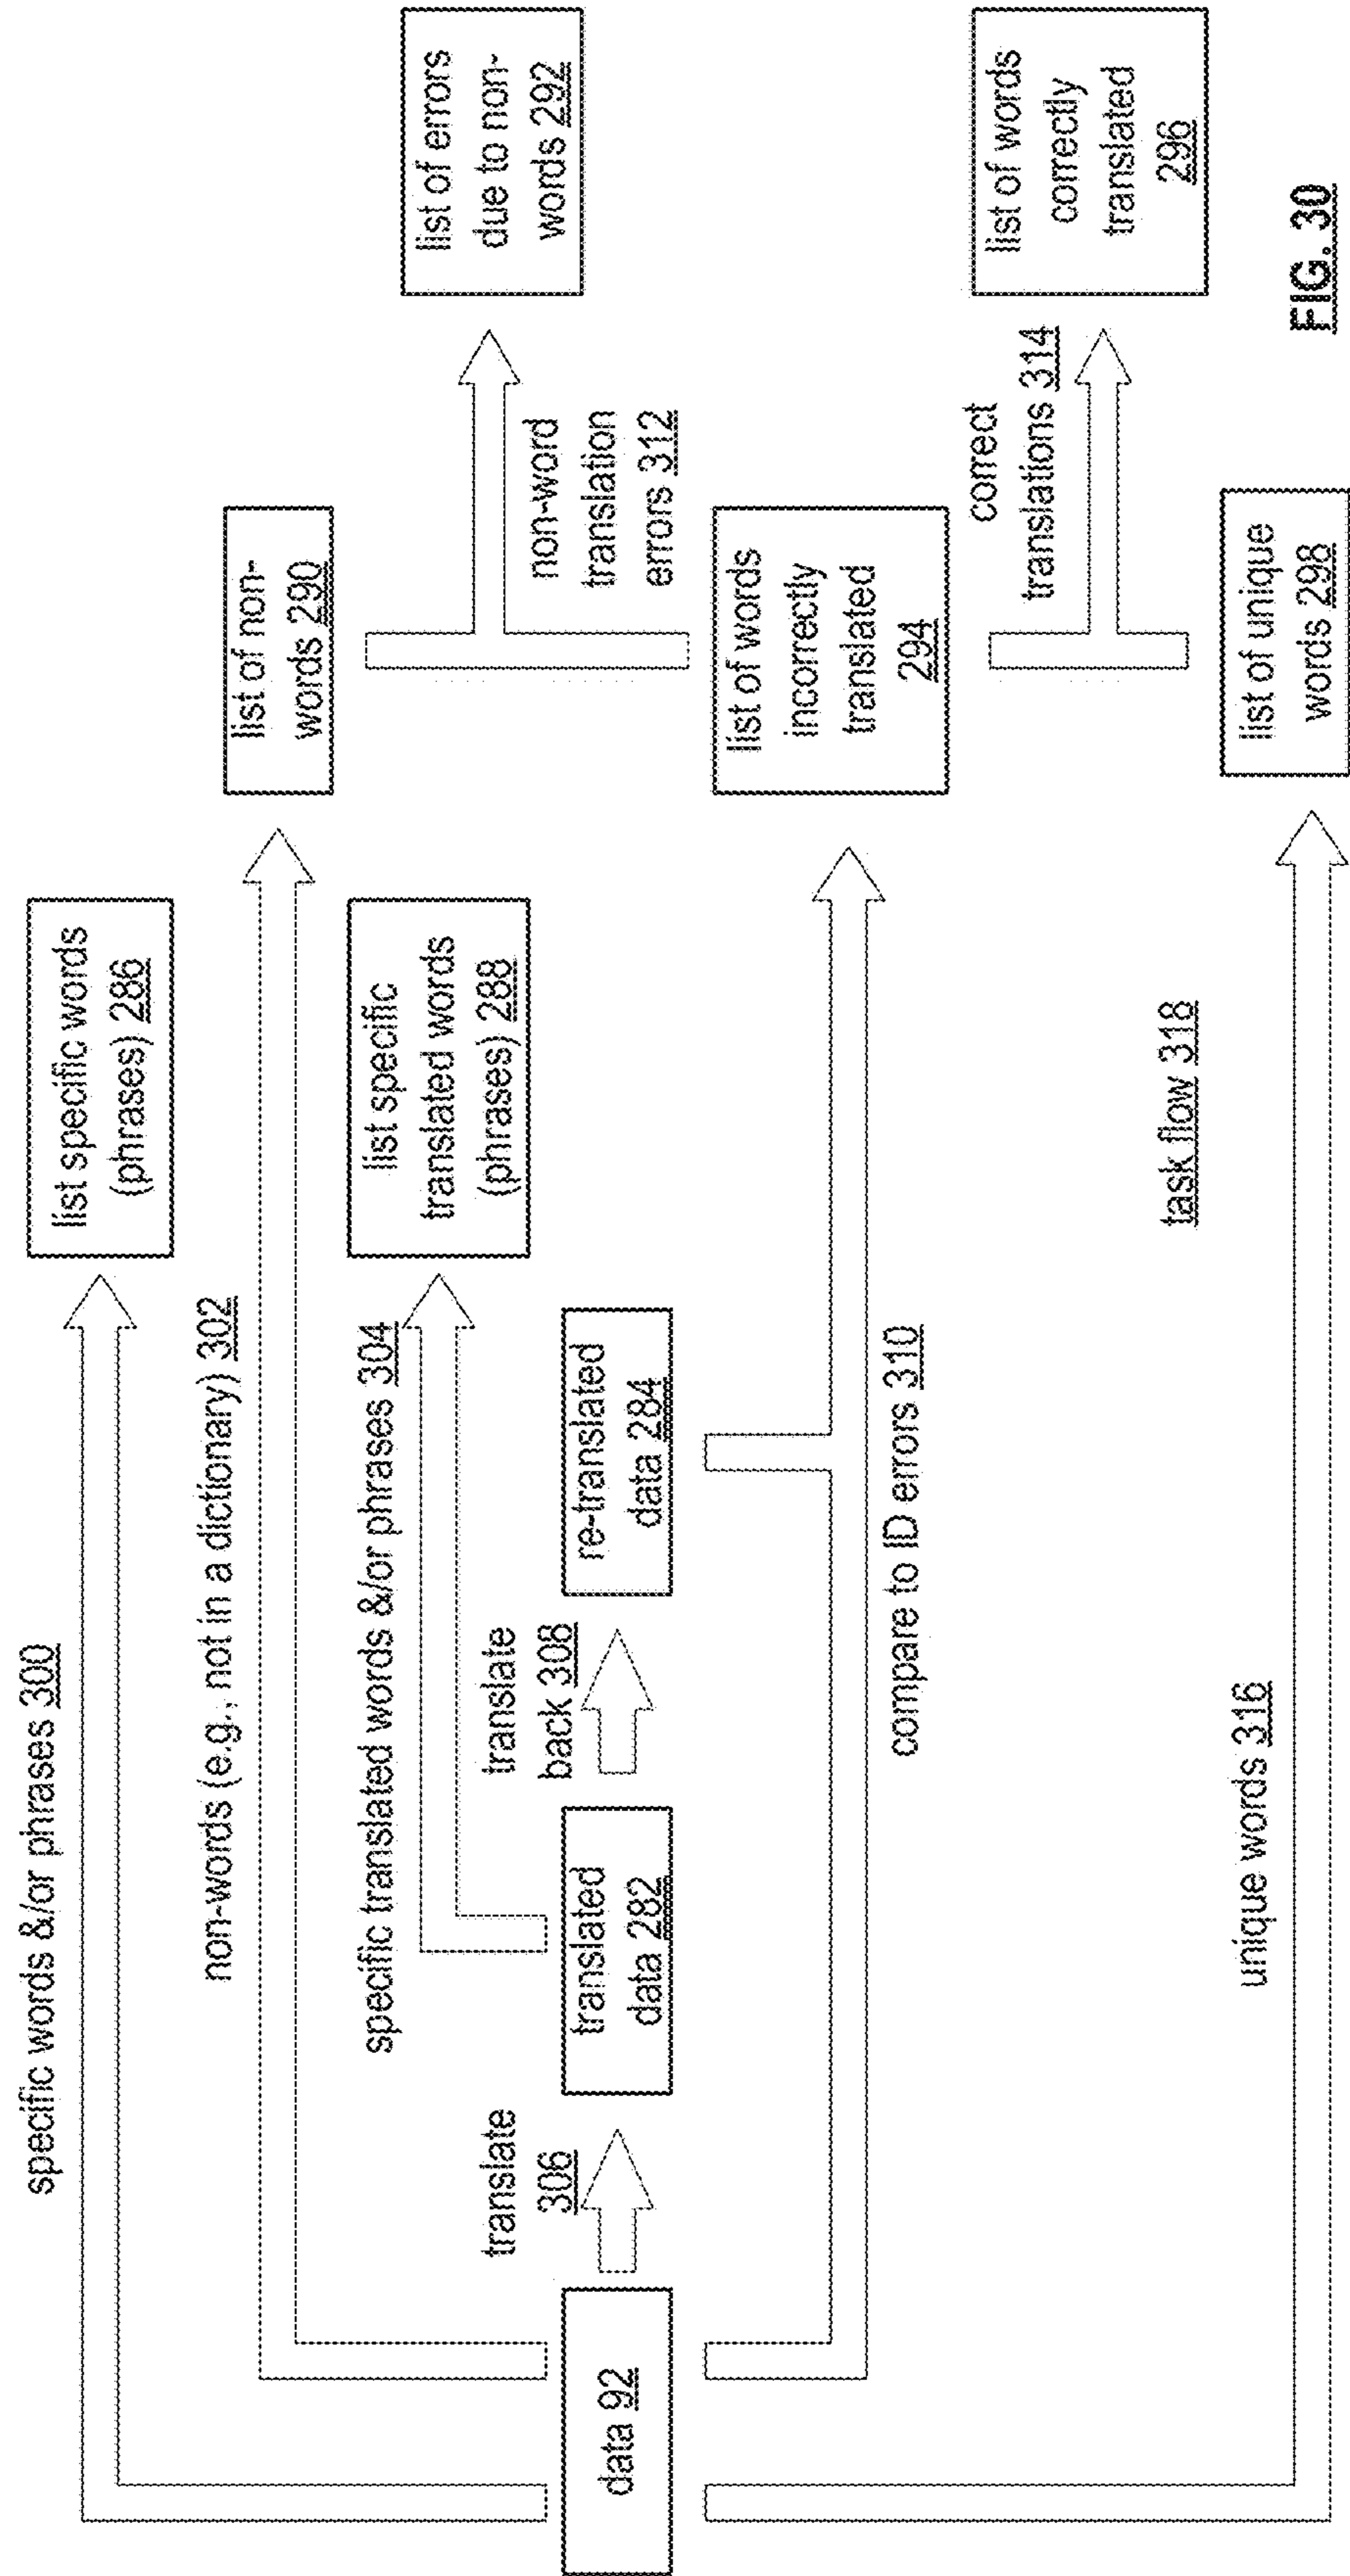 specific words &/or phrases 300
list specific words
(phrases) 286
non-words (e.g., not in a dictionary) 302
list of non-
words 290
specific translated words &/or phrases 304
list specific
translated words
(phrases) 288
list of errors
due to non-
words 292
non-word
translation
errors 312
translate
306
translate
back 308
data 92
translated
data 282
re-translated
data 284
list of words
incorrectly
translated
294
compare to ID errors 310
correct
translations 314
list of words
correctly
translated
296
task flow 318
unique words 316
list of unique
words 298
FIG. 30